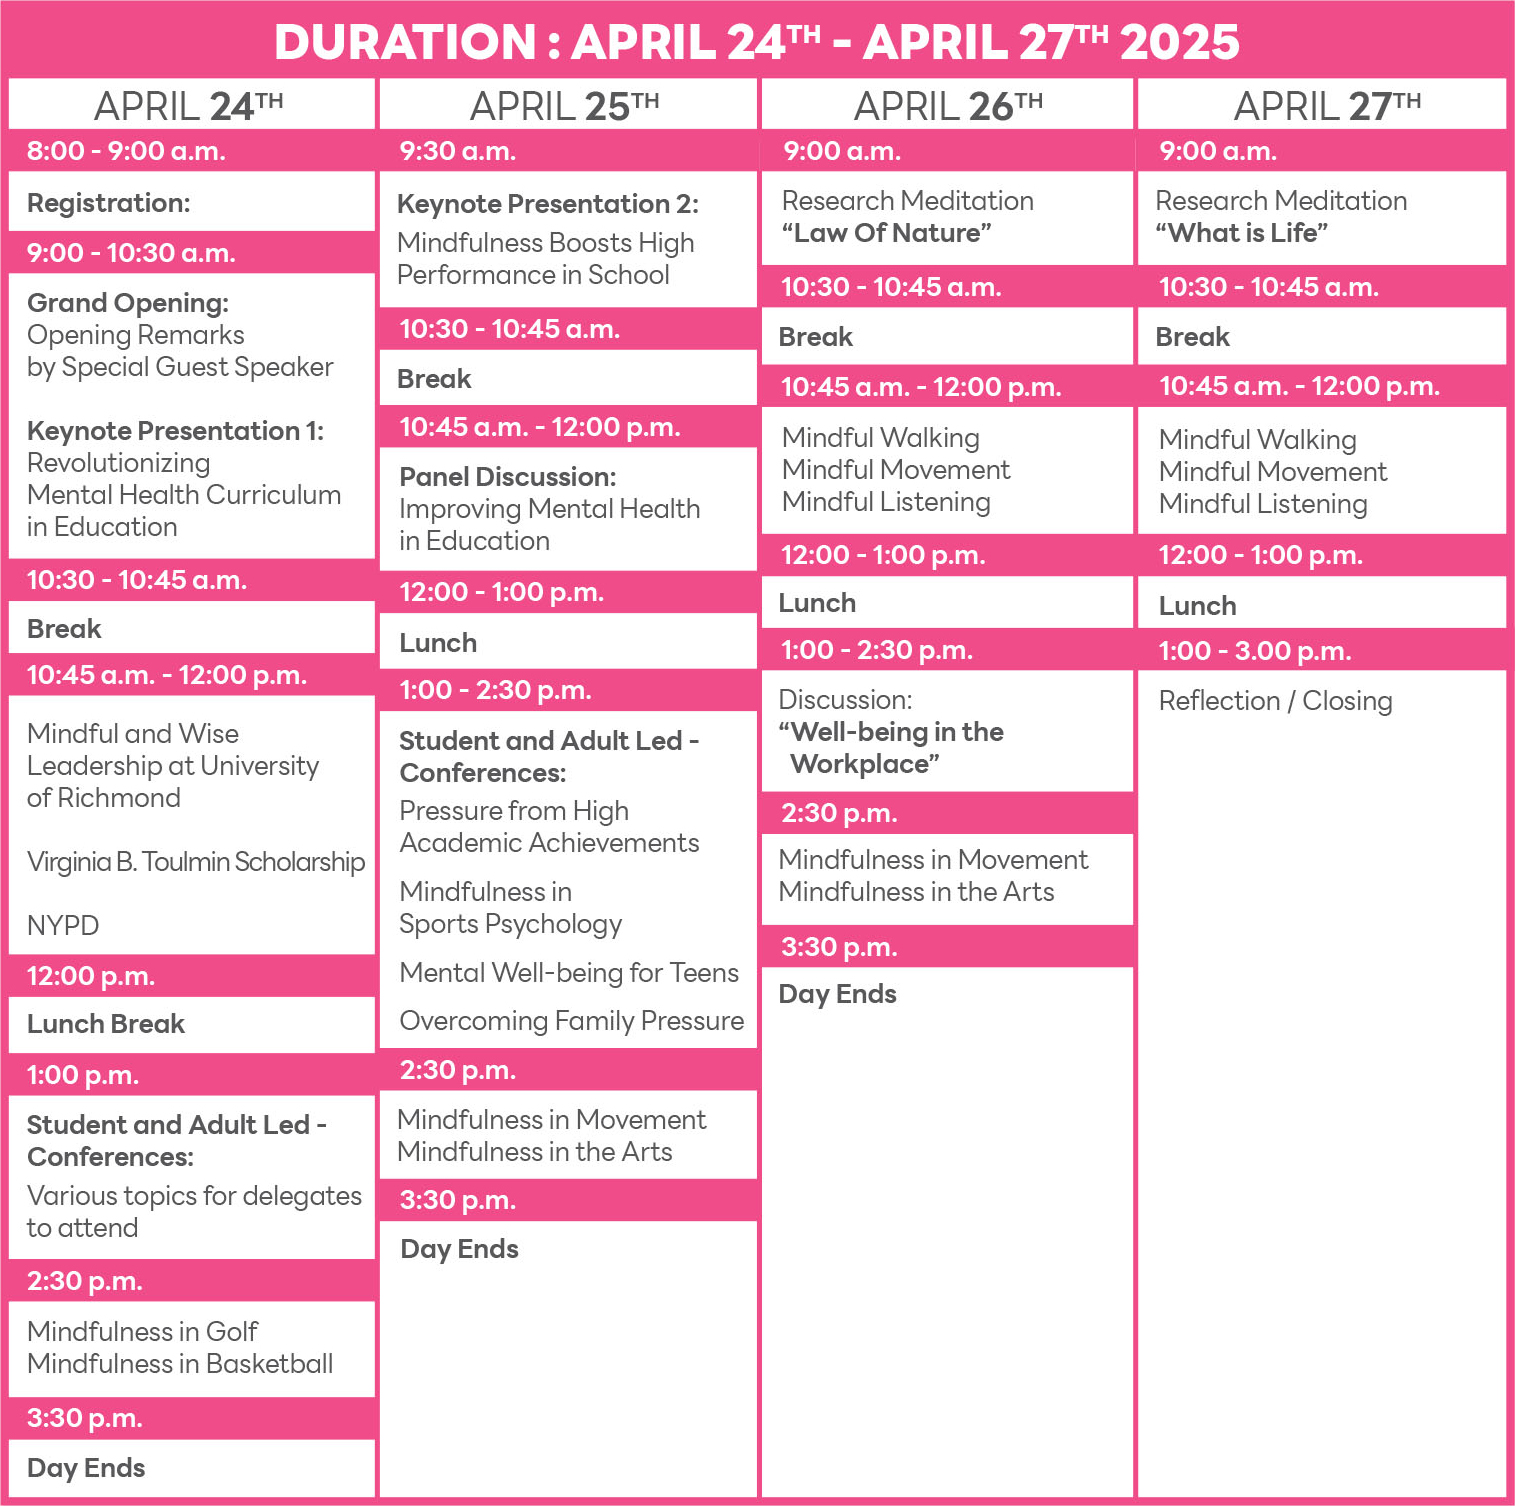 DURATION : APRIL 24TH - APRIL 27TH 2025
APRIL 24TH
8:00 - 9:00 a.m.
Registration:
9:00 - 10:30 a.m.
Grand Opening:
Opening Remarks
by Special Guest Speaker
Keynote Presentation 1:
Revolutionizing
Mental Health Curriculum
in Education
10:30 - 10:45 a.m.
Break
10:45 a.m. - 12:00 p.m.
Mindful and Wise
Leadership at University
of Richmond
Virginia B. Toulmin Scholarship
NYPD
12:00 p.m.
Lunch Break
1:00 p.m.
Student and Adult Led -
Conferences:
Various topics for delegates
to attend
2:30 p.m.
Mindfulness in Golf
Mindfulness in Basketball
3:30 p.m.
Day Ends
APRIL 25TH
9:30 a.m.
Keynote Presentation 2:
Mindfulness Boosts High
Performance in School
10:30 - 10:45 a.m.
Break
10:45 a.m. - 12:00 p.m.
Panel Discussion:
Improving Mental Health
in Education
12:00 - 1:00 p.m.
Lunch
1:00 - 2:30 p.m.
Student and Adult Led -
Conferences:
Pressure from High
Academic Achievements
Mindfulness in
Sports Psychology
Mental Well-being for Teens
Overcoming Family Pressure
2:30 p.m.
Mindfulness in Movement
Mindfulness in the Arts
3:30 p.m.
Day Ends
APRIL 26TH
9:00 a.m.
Research Meditation
“Law Of Nature”
10:30 - 10:45 a.m.
Break
10:45 a.m. - 12:00 p.m.
Mindful Walking
Mindful Movement
Mindful Listening
12:00 - 1:00 p.m.
Lunch
1:00 - 2:30 p.m.
Discussion:
“Well-being in the
Workplace”
2:30 p.m.
Mindfulness in Movement
Mindfulness in the Arts
3:30 p.m.
Day Ends
APRIL 27TH
9:00 a.m.
Research Meditation
“What is Life”
10:30 - 10:45 a.m.
Break
10:45 a.m. - 12:00 p.m.
Mindful Walking
Mindful Movement
Mindful Listening
12:00 - 1:00 p.m.
Lunch
1:00 - 3.00 p.m.
Reflection / Closing